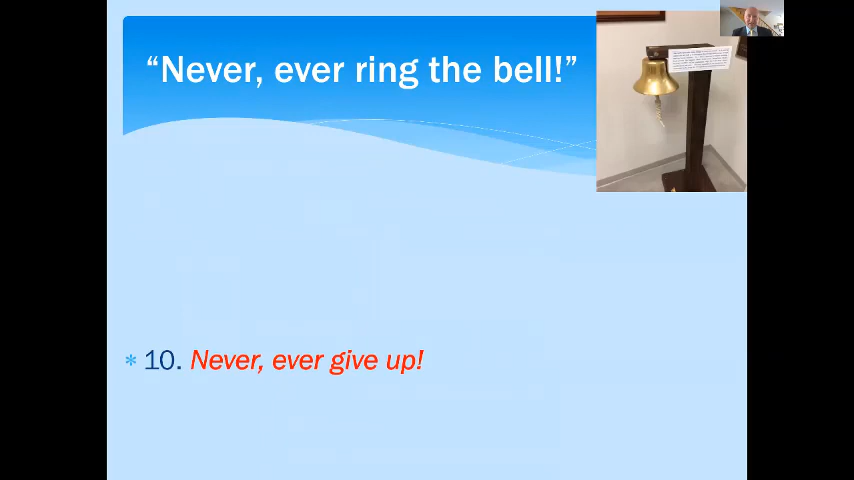 “Never, ever ring the bell!”
* 10. Never, ever give up!